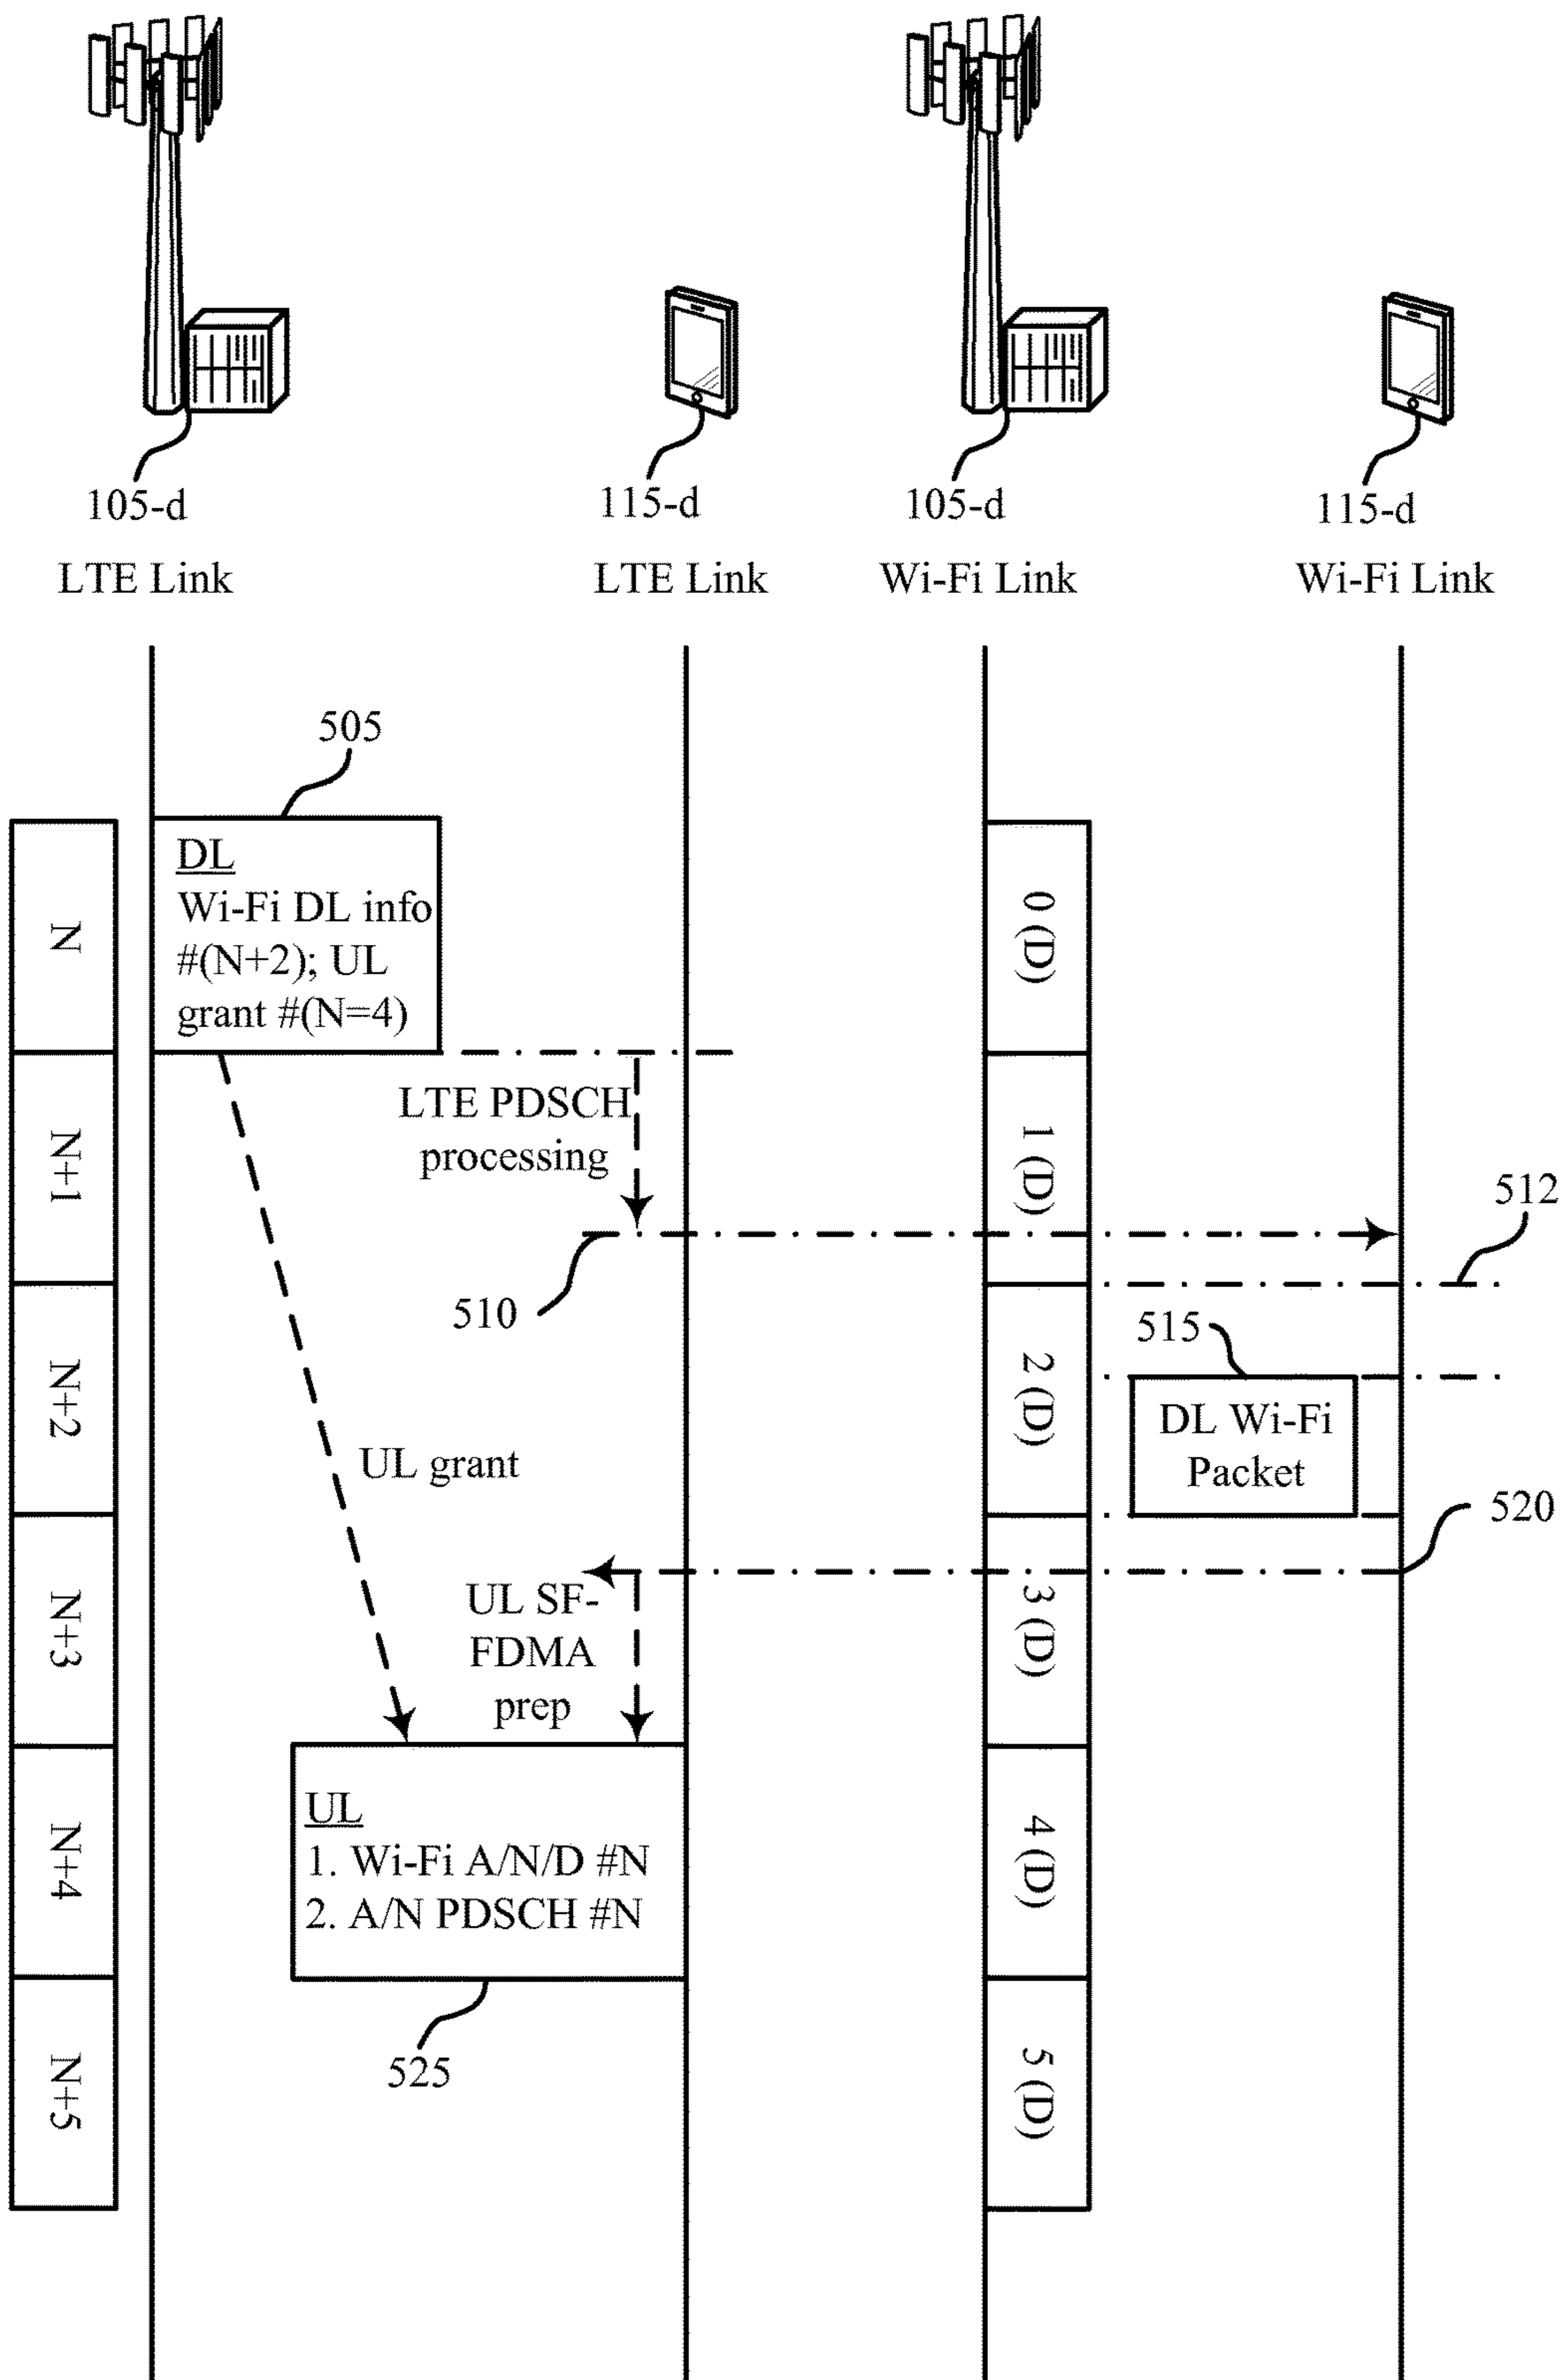 105-d
115-d
105-d
115-d
LTE Link
LTE Link
Wi-Fi Link
Wi-Fi Link
505
DL
Wi-Fi DL info
#(N+2); UL
grant #(N=4)
N
0 (D)
LTE PDSCH
processing
N+1
1 (D)
512
510
515
N+2
2 (D)
DL Wi-Fi
Packet
UL grant
520
UL SF-
FDMA
prep
N+3
3 (D)
UL
1. Wi-Fi A/N/D #N
2. A/N PDSCH #N
N+4
4 (D)
525
N+5
5 (D)